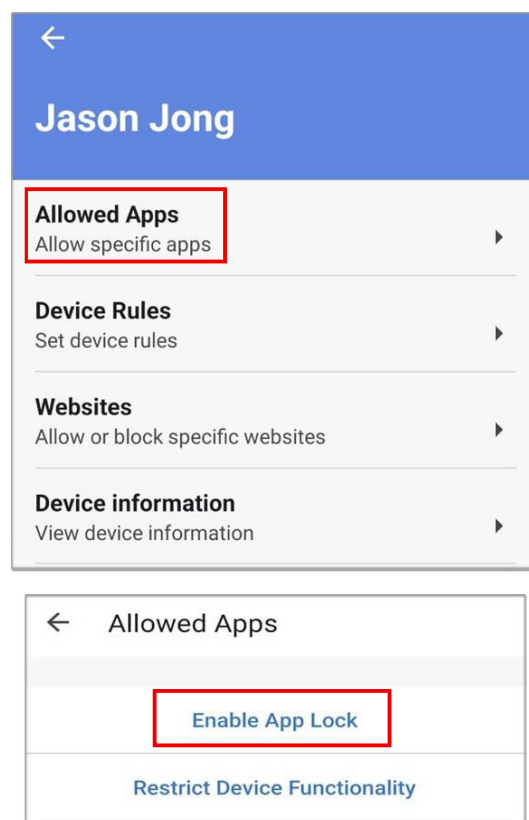 Jason Jong
Allowed Apps
Allow specific apps
Device Rules
Set device rules
Websites
Allow or block specific websites
Device information
View device information
Allowed Apps
Enable App Lock
Restrict Device Functionality